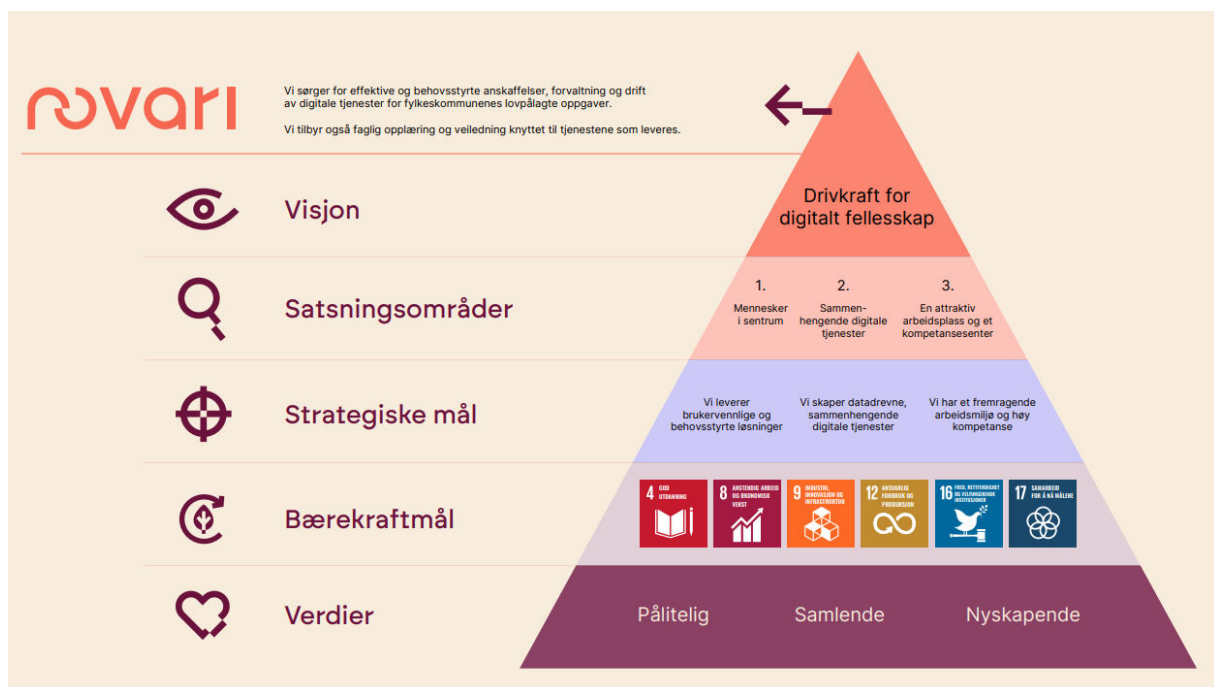 novari
Vi sørger for effektive og behovsstyrte anskaffelser, forvaltning og drift
av digitale tjenester for fylkeskommunenes lovpålagte oppgaver.
Vi tilbyr også faglig opplæring og veiledning knyttet til tjenestene som leveres.
Visjon
Drivkraft for
digitalt fellesskap
Satsningsområder
1.
Mennesker
i sentrum
2.
Sammen-
hengende digitale
tjenester
3.
En attraktiv
arbeidsplass og et
kompetansesenter
Strategiske mål
Vi leverer
brukervennlige og
behovsstyrte løsninger
Vi skaper datadrevne,
sammenhengende
digitale tjenester
Vi har et fremragende
arbeidsmiljø og høy
kompetanse
Bærekraftmål
4 GOD
UTDANNING
8 ANSTENDIG ARBEID
OG ØKONOMISK
VEKST
9 INDUSTRI,
INNOVASJON OG
INFRASTRUKTUR
12 ANSVARLIG
FORBRUK OG
PRODUKSJON
16 FRED, RETTFERDIGHET
OG VELFUNGERENDE
INSTITUSJONER
17 SAMARBEID
FOR Å NÅ MÅLENE
Verdier
Pålitelig
Samlende
Nyskapende